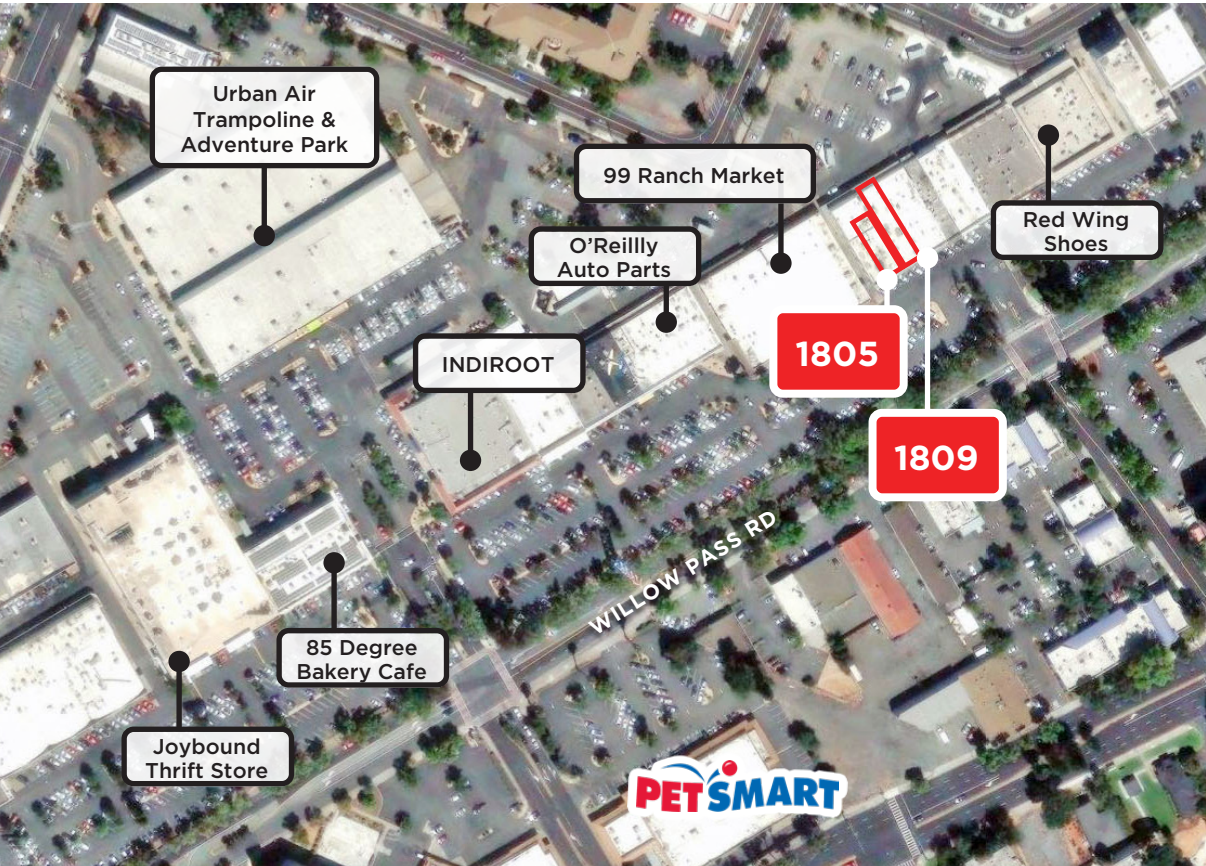 Urban Air
Trampoline &
Adventure Park
99 Ranch Market
O'Reillly
Auto Parts
Red Wing
Shoes
INDIROOT
1805
1809
WILLOW PASS RD
85 Degree
Bakery Cafe
Joybound
Thrift Store
PETSMART